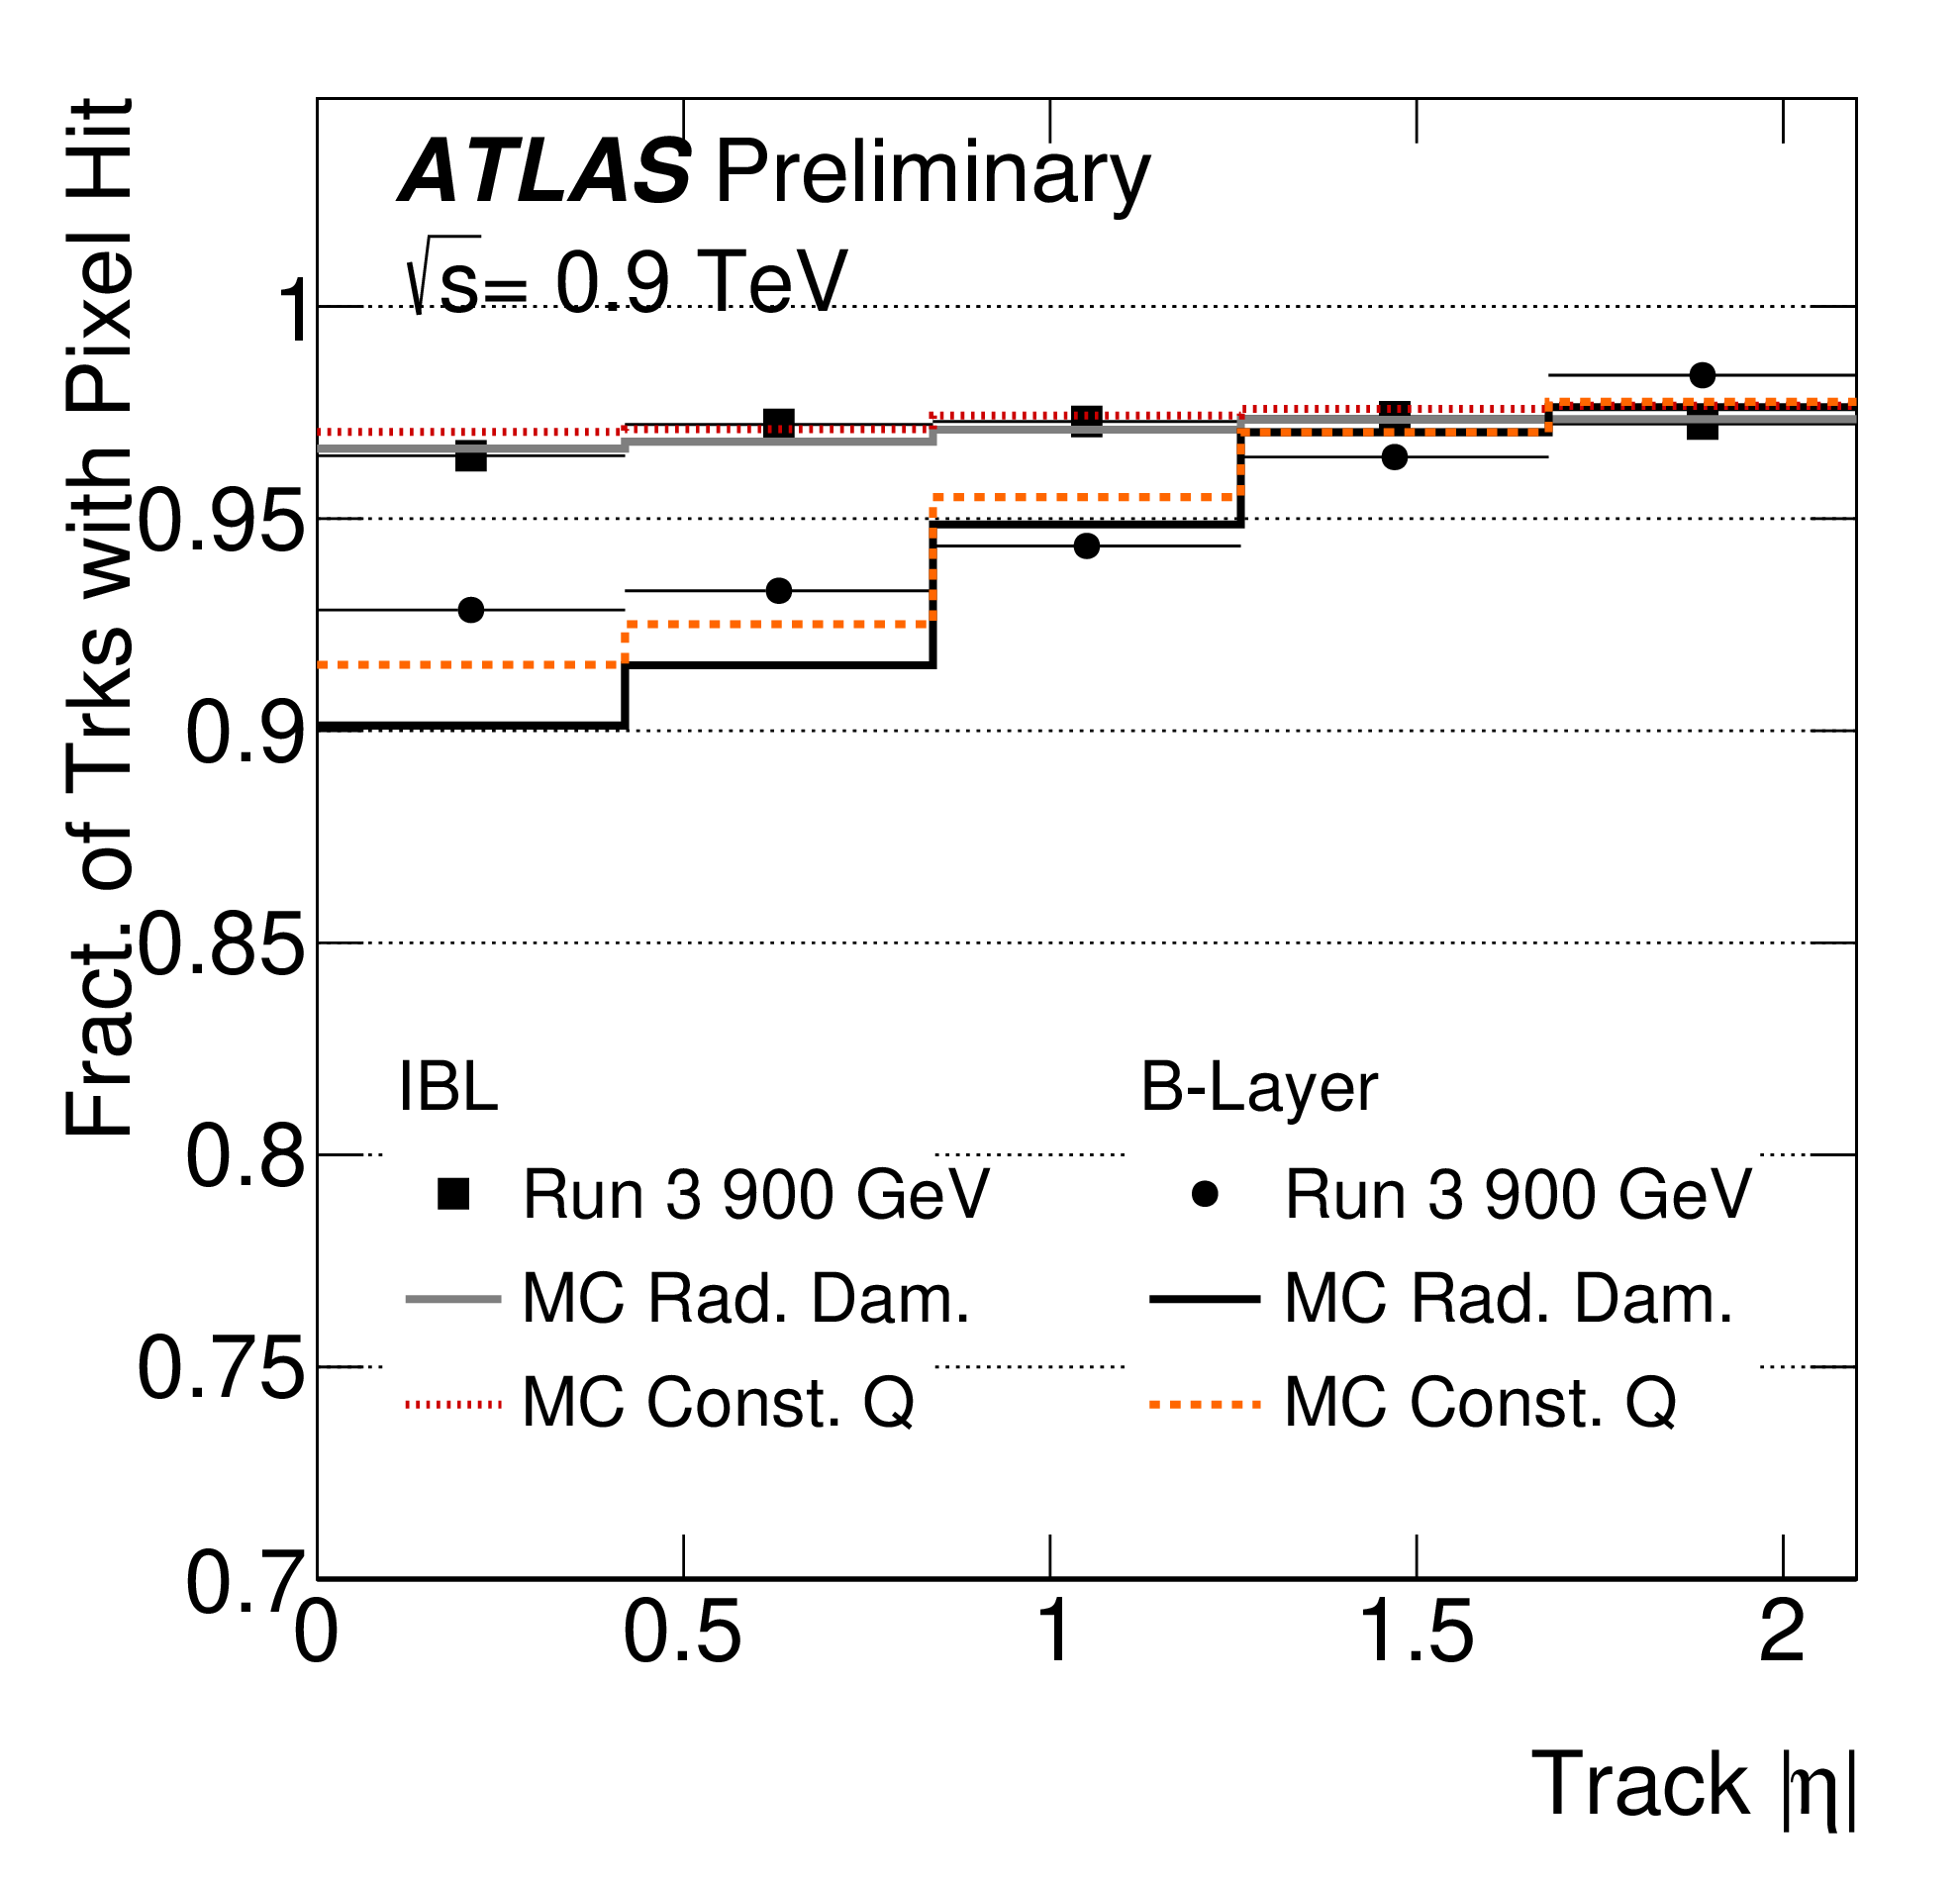 ATLAS Preliminary
√s= 0.9 TeV
Fract. of Trks with Pixel Hit
1
0.95
0.9
0.85
0.8
0.75
0.7
IBL
Run 3 900 GeV
MC Rad. Dam.
MC Const. Q
B-Layer
Run 3 900 GeV
MC Rad. Dam.
MC Const. Q
0 0.5 1 1.5 2
Track |η|